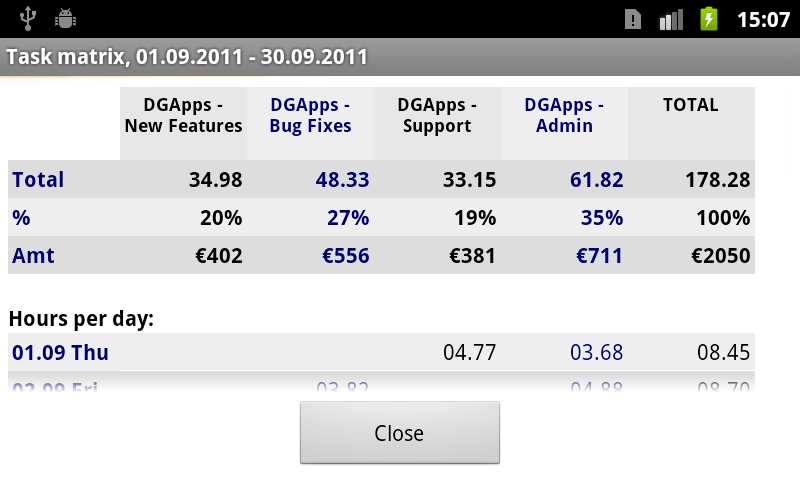 15:07
Task matrix, 01.09.2011 - 30.09.2011
DGApps - New Features DGApps - Bug Fixes DGApps - Support DGApps - Admin TOTAL
Total 34.98 48.33 33.15 61.82 178.28
% 20% 27% 19% 35% 100%
Amt €402 €556 €381 €711 €2050
Hours per day:
01.09 Thu 04.77 03.68 08.45
02.09 Fri 03.82 04.88 08.70
Close